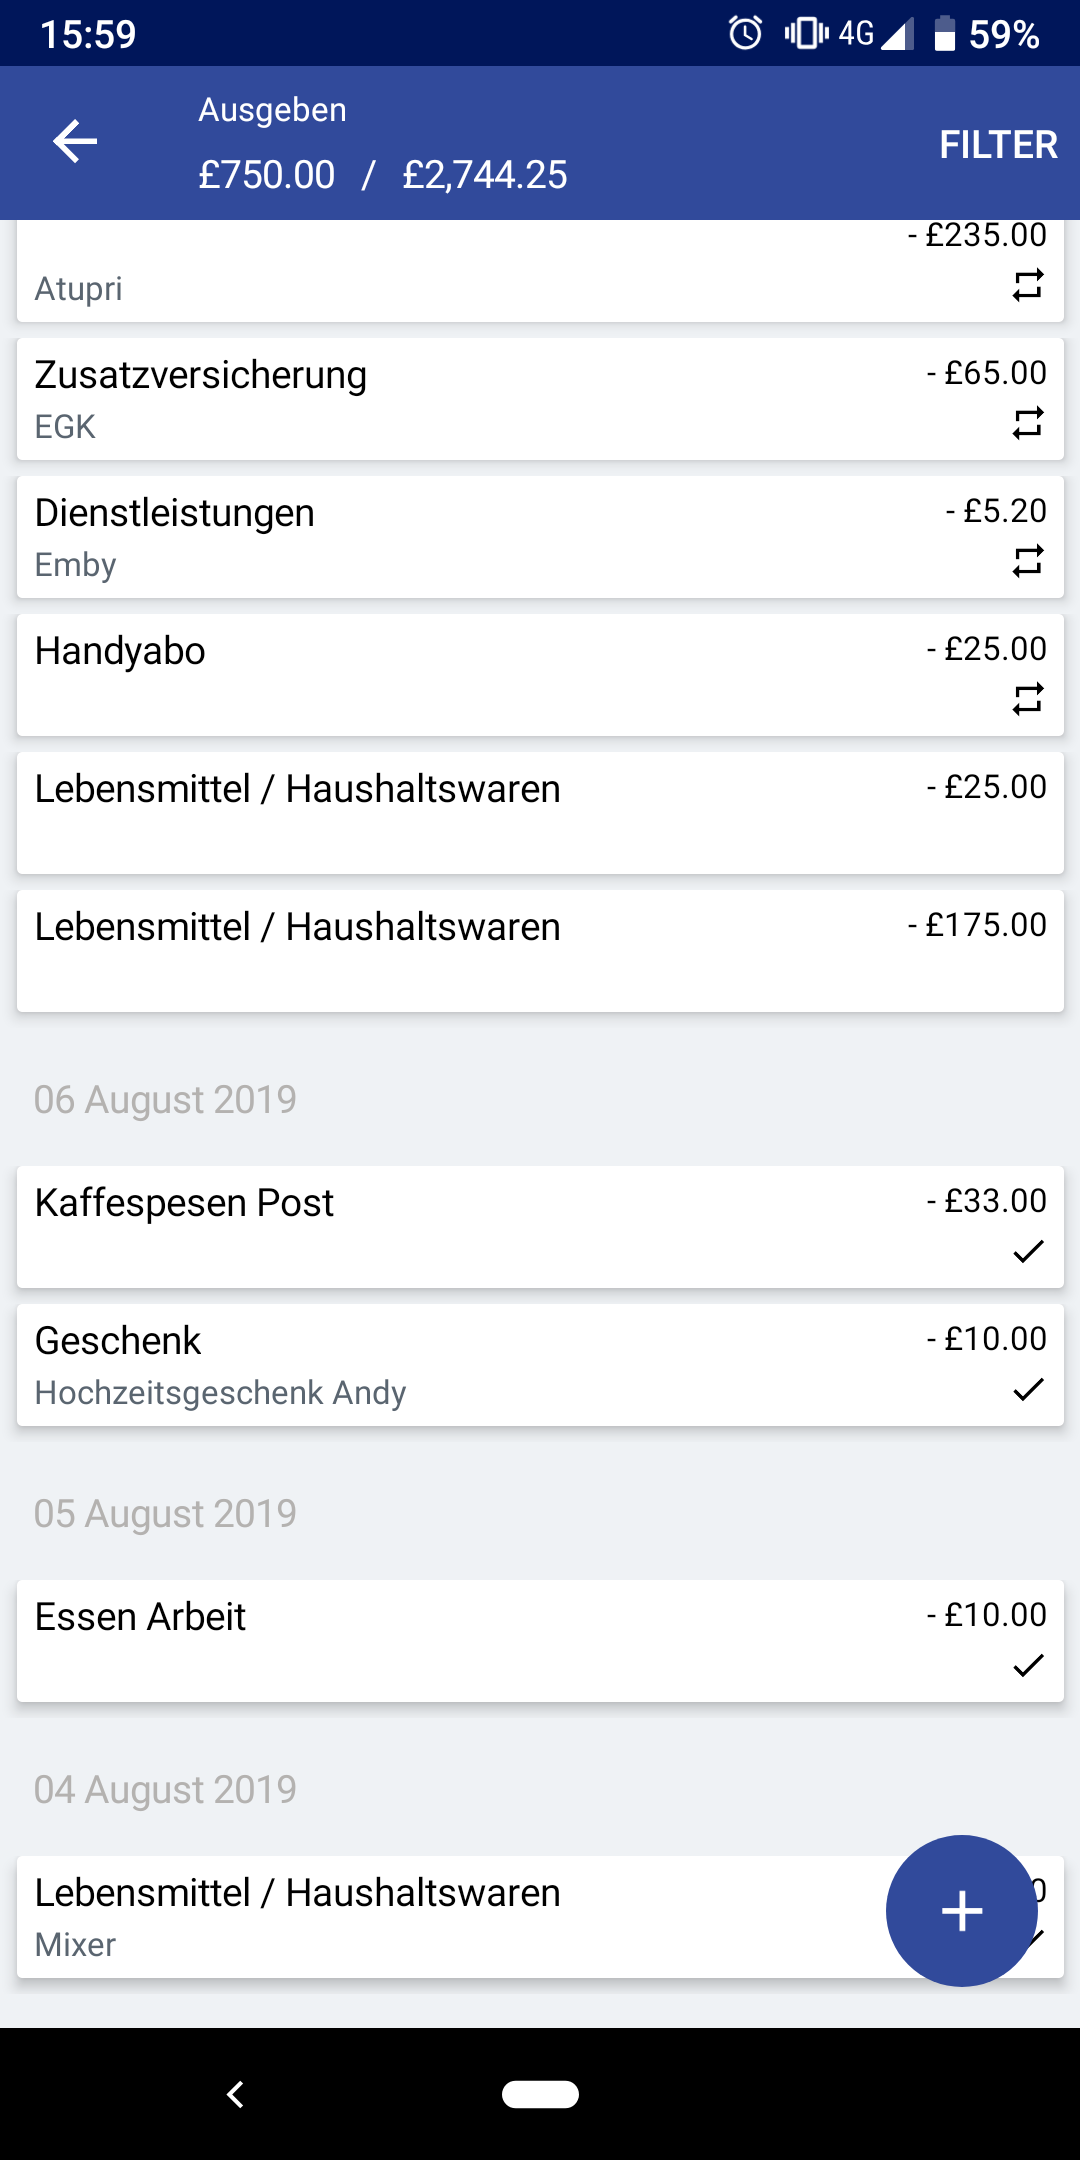 15:59 4G 59%
Ausgeben
£750.00 / £2,744.25
FILTER
- £235.00
Atupri
Zusatzversicherung - £65.00
EGK
Dienstleistungen - £5.20
Emby
Handyabo - £25.00
Lebensmittel / Haushaltswaren - £25.00
Lebensmittel / Haushaltswaren - £175.00
06 August 2019
Kaffespesen Post - £33.00
Geschenk - £10.00
Hochzeitsgeschenk Andy
05 August 2019
Essen Arbeit - £10.00
04 August 2019
Lebensmittel / Haushaltswaren
Mixer